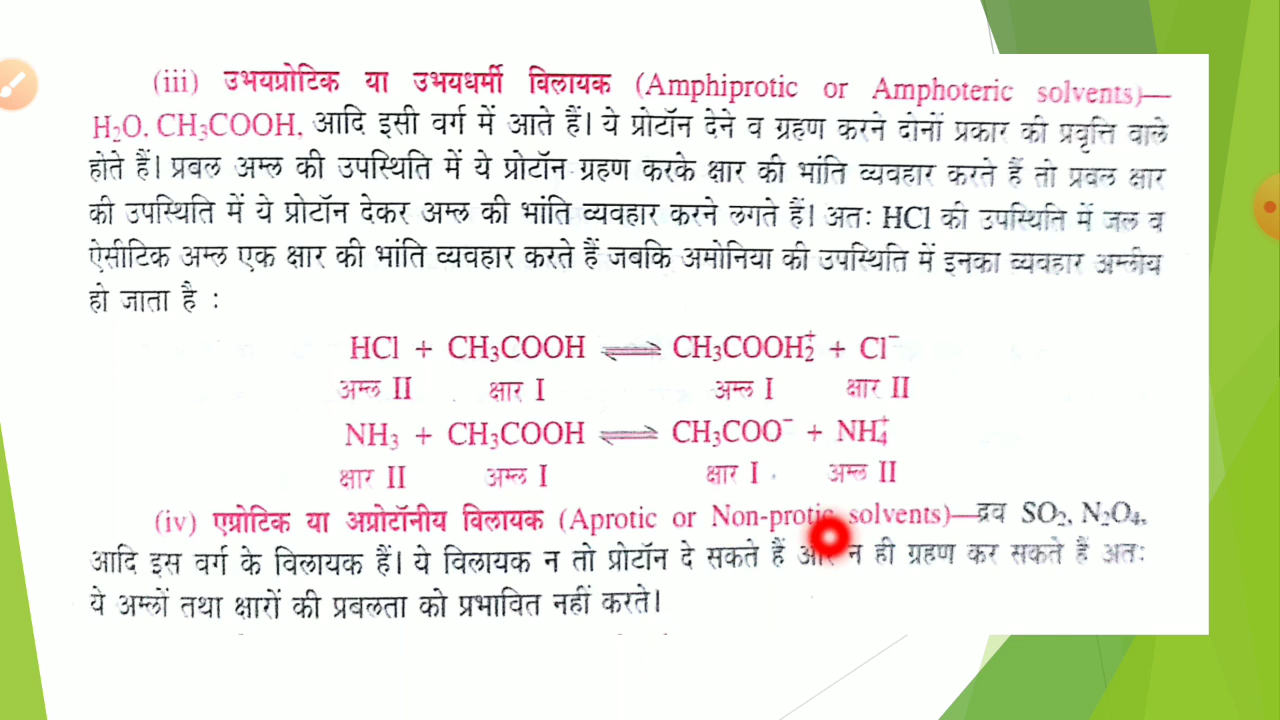 (iii) उभयप्रोटिक या उभयधर्मी विलायक (Amphiprotic or Amphoteric solvents)—
H₂O, CH₃COOH, आदि इसी वर्ग में आते हैं। ये प्रोटॉन देने व ग्रहण करने दोनों प्रकार की प्रवृत्ति वाले
होते हैं। प्रबल अम्ल की उपस्थिति में ये प्रोटॉन ग्रहण करके क्षार की भांति व्यवहार करते हैं तो प्रबल क्षार
की उपस्थिति में ये प्रोटॉन देकर अम्ल की भांति व्यवहार करने लगते हैं। अतः HCl की उपस्थिति में जल व
ऐसीटिक अम्ल एक क्षार की भांति व्यवहार करते हैं जबकि अमोनिया की उपस्थिति में इनका व्यवहार अम्लीय
हो जाता है :
HCl + CH₃COOH ⇌ CH₃COOH₂⁺ + Cl⁻
अम्ल II क्षार I अम्ल I क्षार II
NH₃ + CH₃COOH ⇌ CH₃COO⁻ + NH₄⁺
क्षार II अम्ल I क्षार I अम्ल II
(iv) एप्रोटिक या अप्रोटॉनीय विलायक (Aprotic or Non-protic solvents)—द्रव SO₂, N₂O₄,
आदि इस वर्ग के विलायक हैं। ये विलायक न तो प्रोटॉन दे सकते हैं और न ही ग्रहण कर सकते हैं अतः
ये अम्लों तथा क्षारों की प्रबलता को प्रभावित नहीं करते।